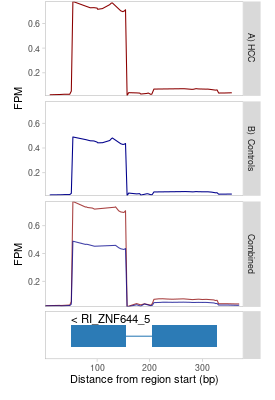 0.6
0.4
0.2
A) HCC
FPM
0.6
0.4
0.2
B) Controls
0.6
0.4
0.2
Combined
FPM
< RI_ZNF644_5
100
200
300
Distance from region start (bp)